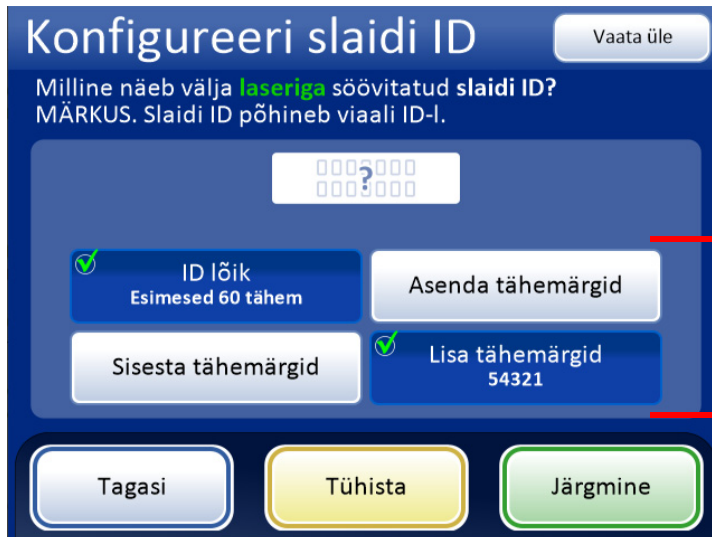 Konfigureeri slaidi ID
Vaata üle
Milline näeb välja laseriga söövitatud slaidi ID?
MÄRKUS. Slaidi ID põhineb viaali ID-l.
?
ID lõik
Esimesed 60 tähem
Asenda tähemärgid
Sisesta tähemärgid
Lisa tähemärgid
54321
Tagasi
Tühista
Järgmine